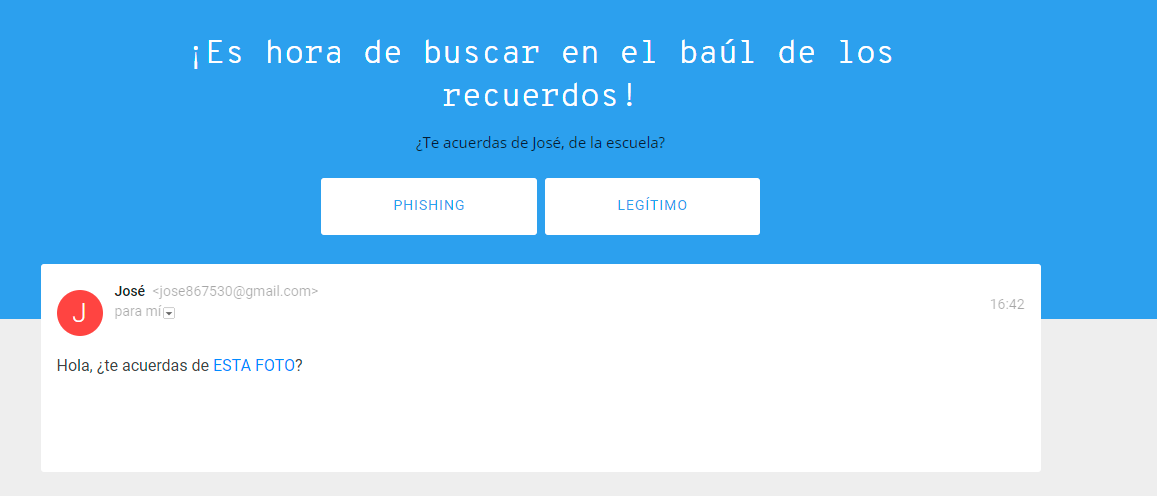 ¡Es hora de buscar en el baúl de los
recuerdos!
¿Te acuerdas de José, de la escuela?
PHISHING
LEGÍTIMO
J
José <jose867530@gmail.com>
para mí
16:42
Hola, ¿te acuerdas de ESTA FOTO?